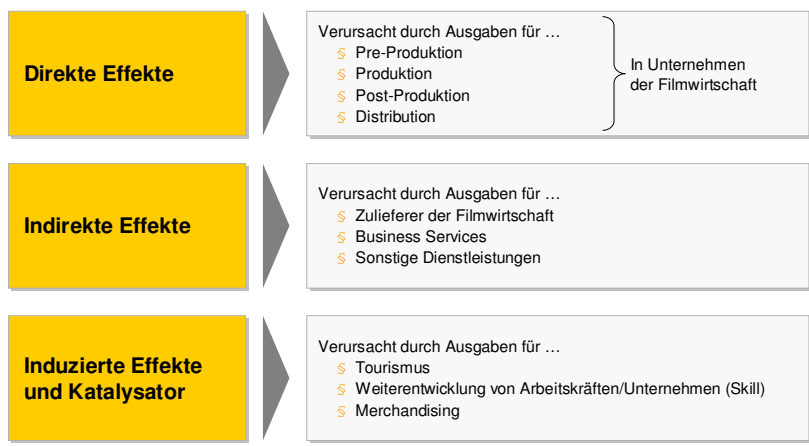 Direkte Effekte
Verursacht durch Ausgaben für …
§ Pre-Produktion
§ Produktion
§ Post-Produktion
§ Distribution
In Unternehmen
der Filmwirtschaft
Indirekte Effekte
Verursacht durch Ausgaben für …
§ Zulieferer der Filmwirtschaft
§ Business Services
§ Sonstige Dienstleistungen
Induzierte Effekte
und Katalysator
Verursacht durch Ausgaben für …
§ Tourismus
§ Weiterentwicklung von Arbeitskräften/Unternehmen (Skill)
§ Merchandising